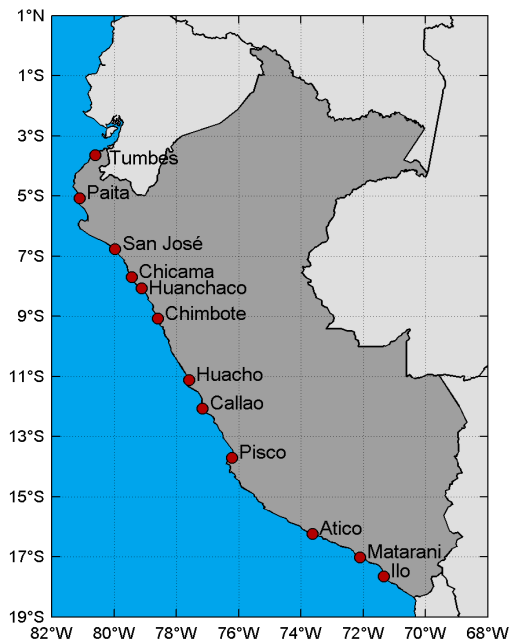 1°N
1°S
3°S
Tumbes
5°S
Paita
San José
7°S
Chicama
Huanchaco
9°S
Chimbote
11°S
Huacho
Callao
13°S
Pisco
15°S
Atico
17°S
Matarani
Ilo
19°S
82°W 80°W 78°W 76°W 74°W 72°W 70°W 68°W